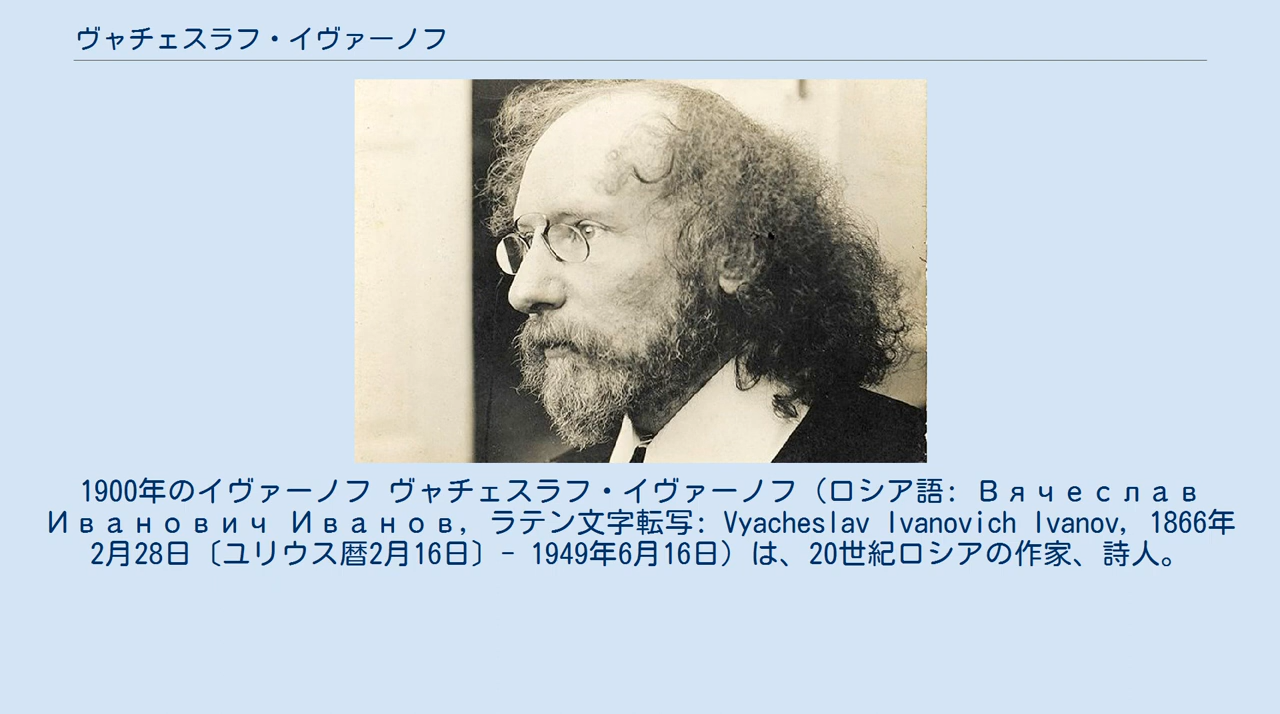 ヴャチェスラフ・イヴァーノフ
1900年のイヴァーノフ ヴャチェスラフ・イヴァーノフ（ロシア語: Вячеслав
Иванович Иванов, ラテン文字転写: Vyacheslav Ivanovich Ivanov, 1866年
2月28日〔ユリウス暦2月16日〕- 1949年6月16日）は、20世紀ロシアの作家、詩人。